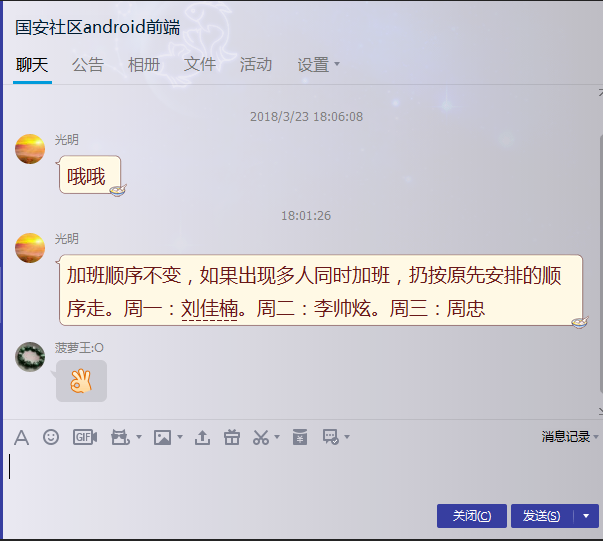 国安社区android前端
聊天 公告 相册 文件 活动 设置
2018/3/23 18:06:08
光明
哦哦
18:01:26
光明
加班顺序不变，如果出现多人同时加班，扔按原先安排的顺
序走。周一：刘佳楠。周二：李帅炫。周三：周忠
菠萝王:O
A GIF
消息记录
关闭(C) 发送(S)